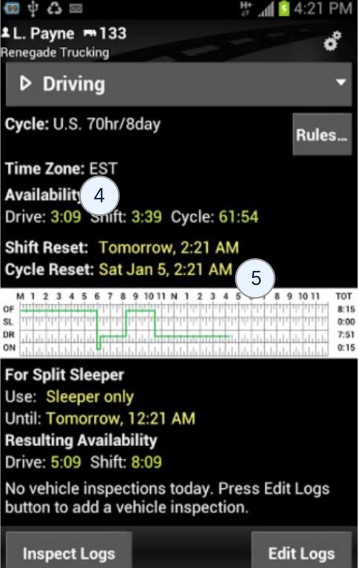 99 H+ 4:21 PM
L. Payne 133
Renegade Trucking
Driving
Cycle: U.S. 70hr/8day
Rules...
Time Zone: EST
Availability 4
Drive: 3:09 Shift: 3:39 Cycle: 61:54
Shift Reset: Tomorrow, 2:21 AM
Cycle Reset: Sat Jan 5, 2:21 AM 5
M 1 2 3 4 5 6 7 8 9 10 11 N 1 2 3 4 8 9 10 11 TOT
OF 8:15
SL 0:00
DR 7:51
ON 0:15
For Split Sleeper
Use: Sleeper only
Until: Tomorrow, 12:21 AM
Resulting Availability
Drive: 5:09 Shift: 8:09
No vehicle inspections today. Press Edit Logs
button to add a vehicle inspection.
Inspect Logs Edit Logs